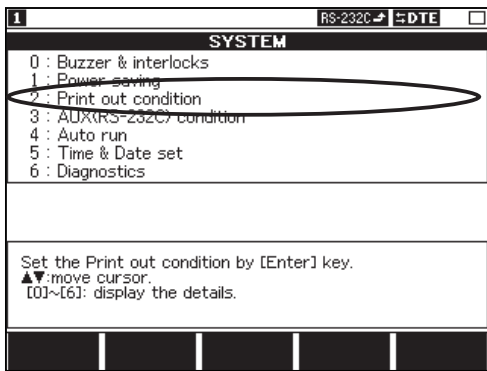 1 RS-232C DTE
SYSTEM
0 : Buzzer & interlocks
1 : Power saving
2 : Print out condition
3 : AUX(RS-232C) condition
4 : Auto run
5 : Time & Date set
6 : Diagnostics
Set the Print out condition by [Enter] key.
▲▼:move cursor.
[0]~[6]: display the details.